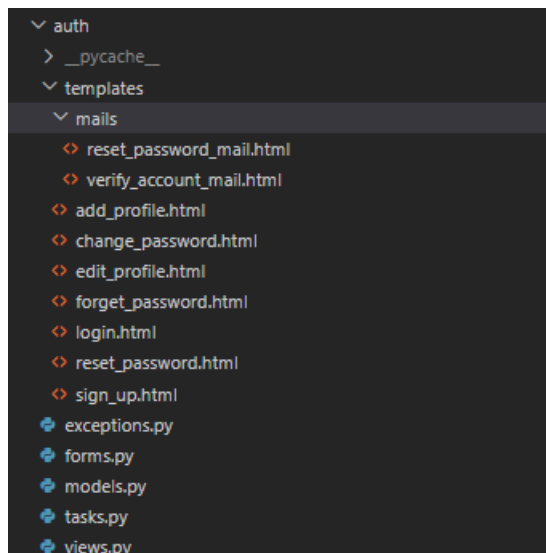 auth
__pycache__
templates
mails
reset_password_mail.html
verify_account_mail.html
add_profile.html
change_password.html
edit_profile.html
forget_password.html
login.html
reset_password.html
sign_up.html
exceptions.py
forms.py
models.py
tasks.py
views.py